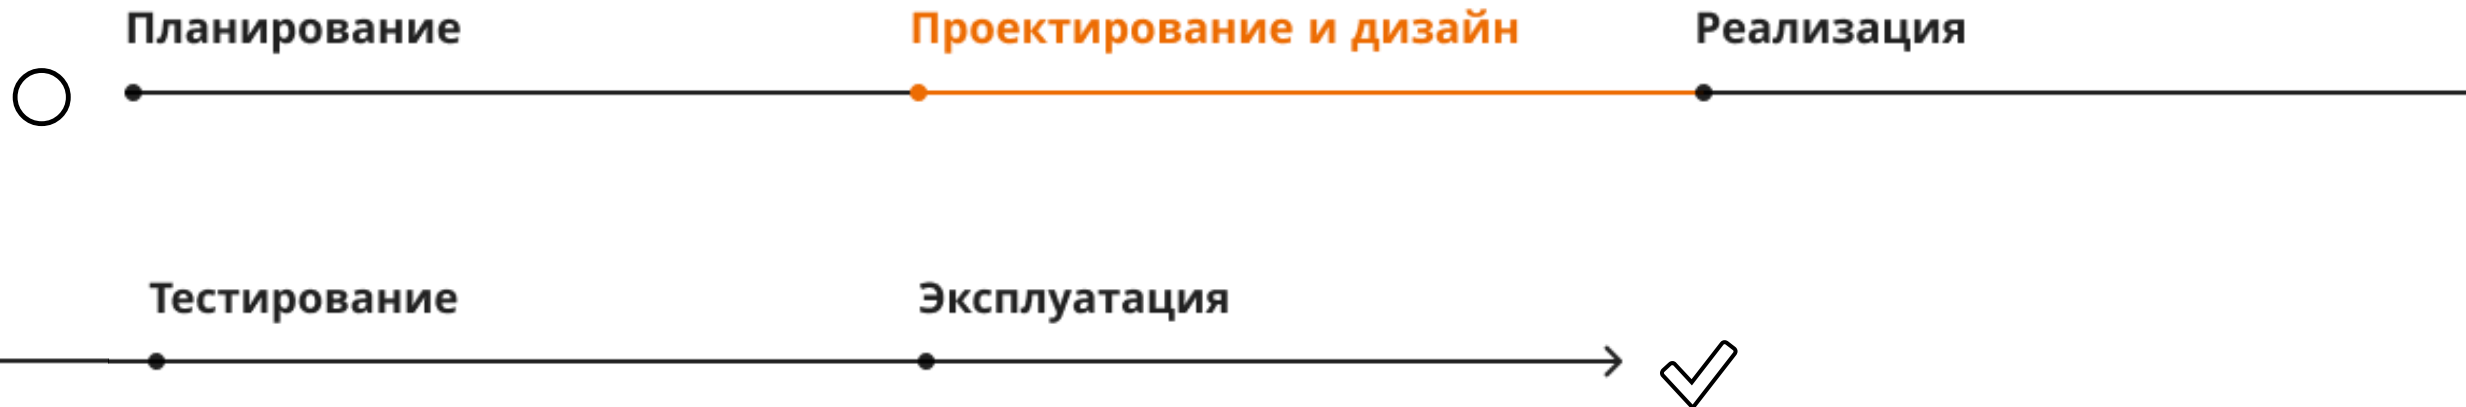 Планирование Проектирование и дизайн Реализация
Тестирование Эксплуатация